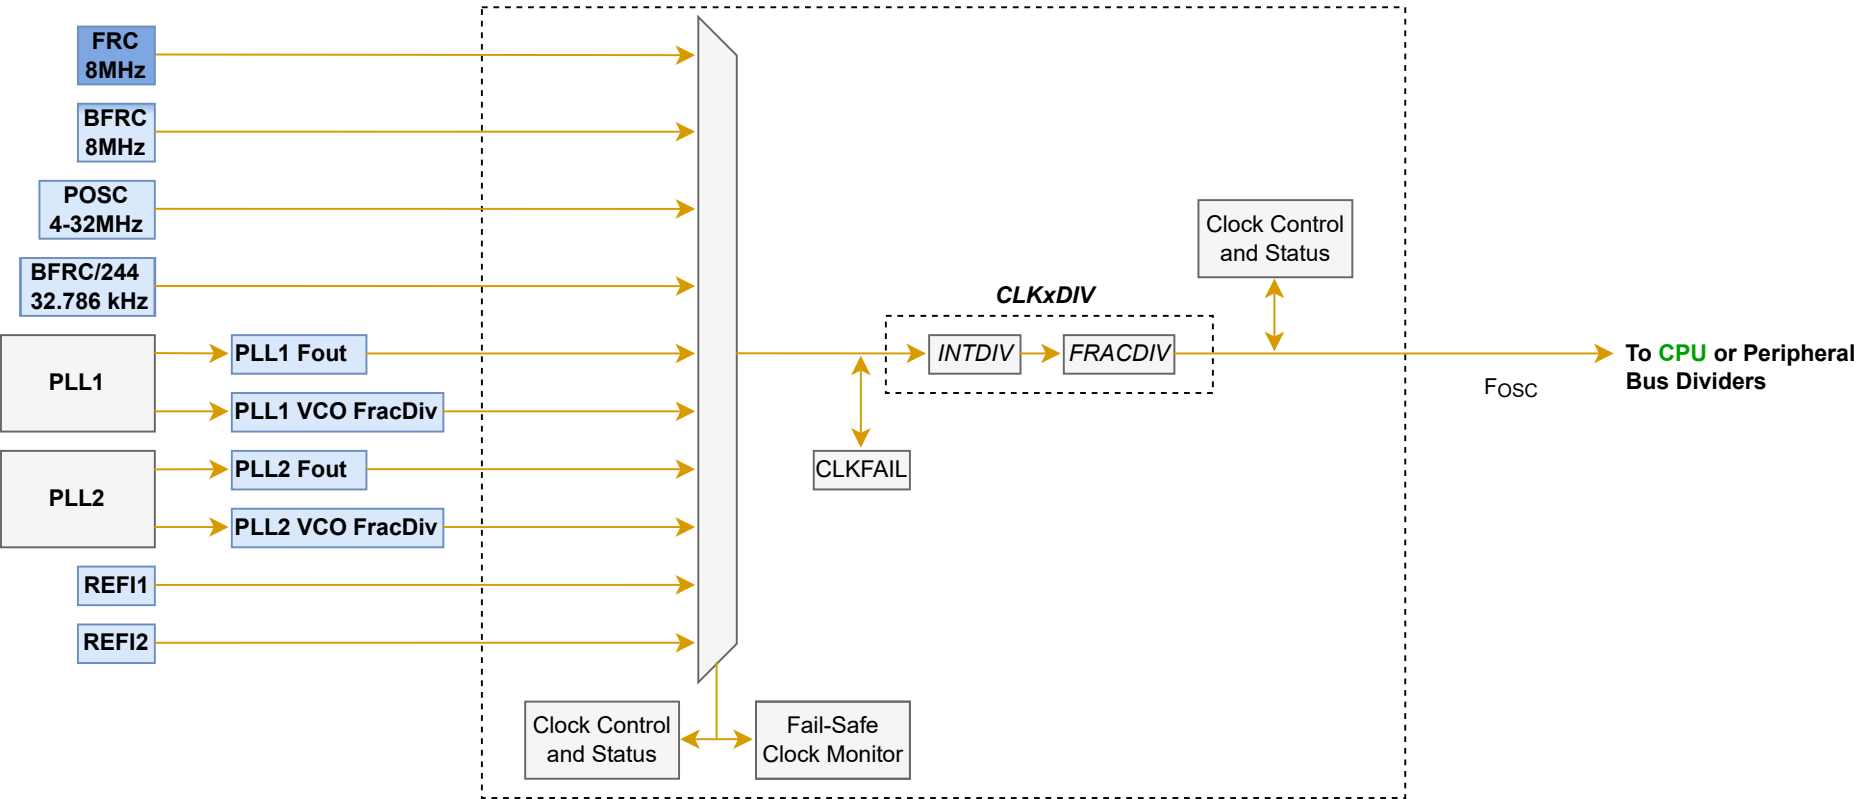 FRC
8MHz
BFRC
8MHz
POSC
4-32MHz
BFRC/244
32.786 kHz
PLL1
PLL1 Fout
PLL1 VCO FracDiv
PLL2
PLL2 Fout
PLL2 VCO FracDiv
REFI1
REFI2
Clock Control
and Status
Fail-Safe
Clock Monitor
CLKFAIL
CLKxDIV
INTDIV
FRACDIV
Clock Control
and Status
FOSC
To CPU or Peripheral
Bus Dividers